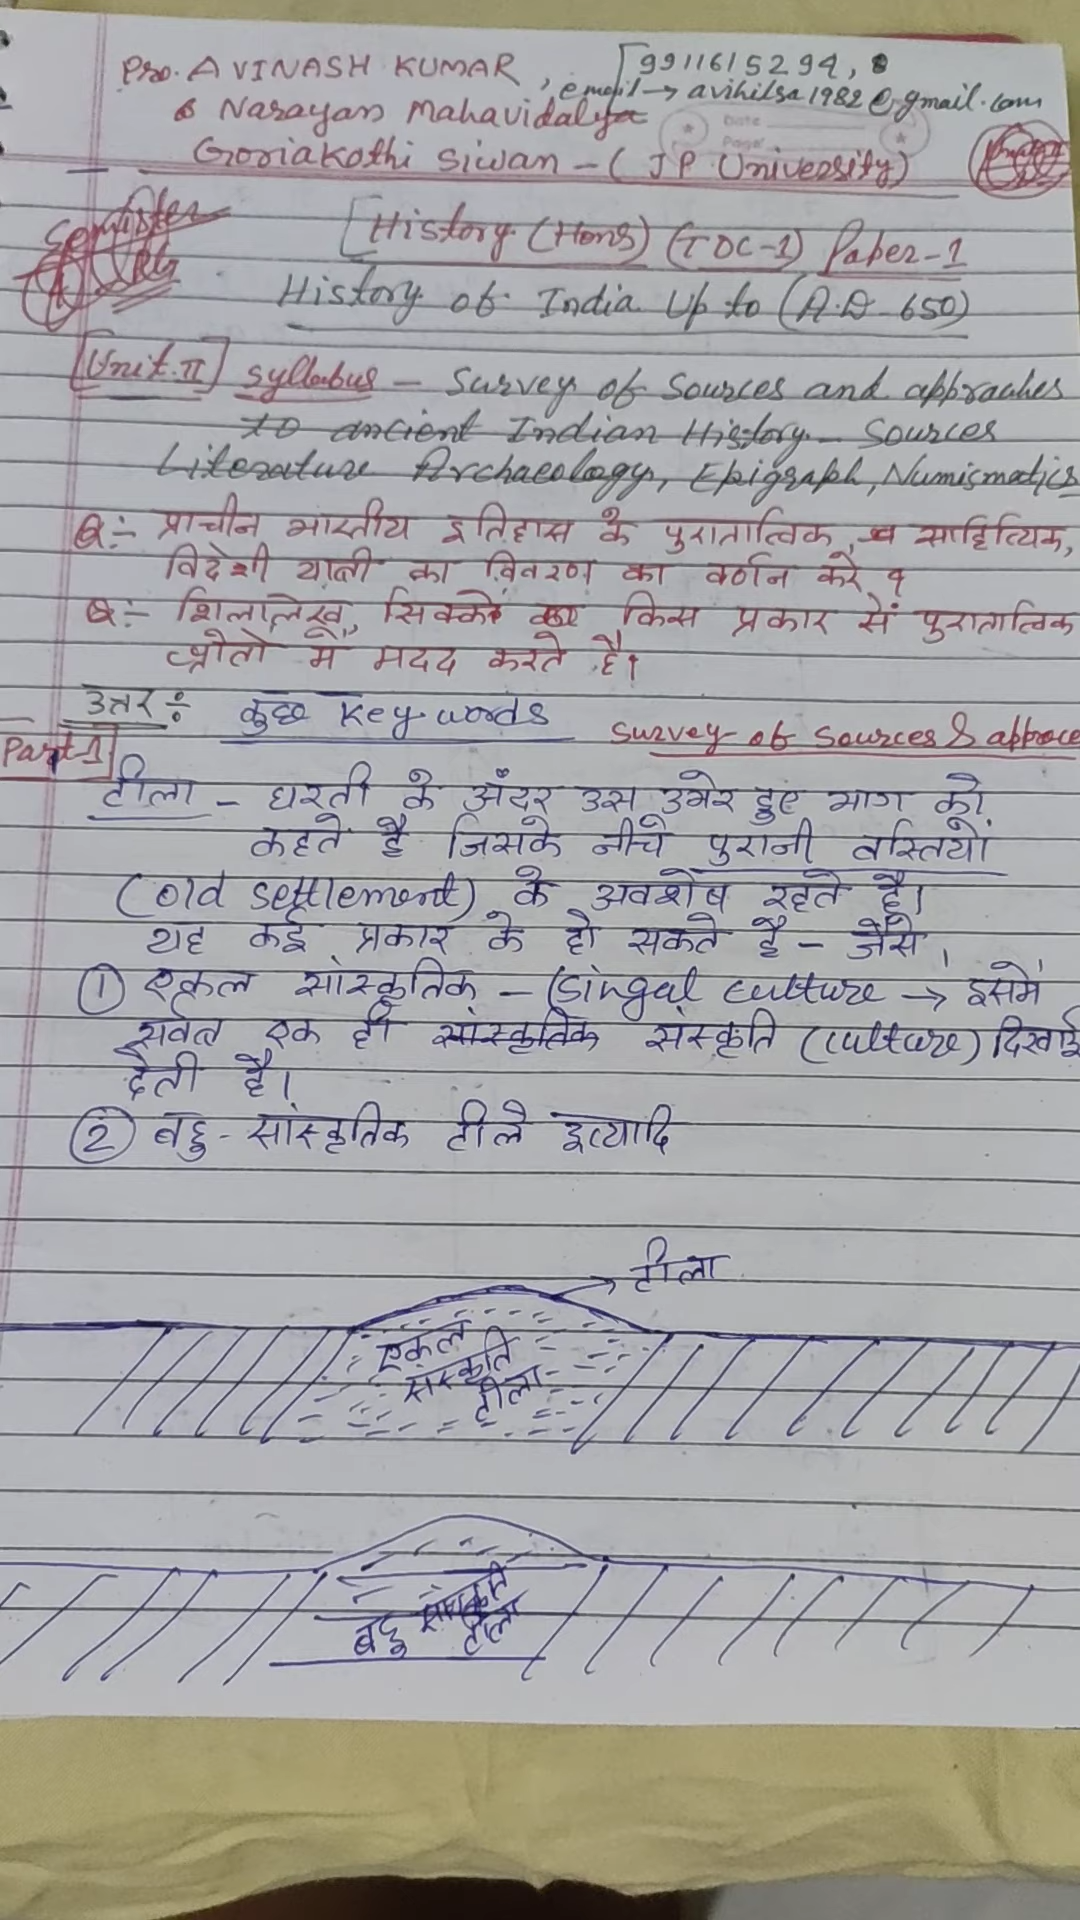 Pro. AVINASH KUMAR, 9911615294,
email → avihilsa1982@gmail.com
Narayan Mahavidalya
Goriakothi Siwan - (JP University)
Semister
[History (Hons) (TDC-1) Paper-1
History of India Up to (A.D-650)
[Unit-II] Syllabus - Survey of Sources and approaches
to ancient Indian History - Sources
Literature Archaeology, Epigraph, Numismatics
Q:- प्राचीन भारतीय इतिहास के पुरातात्विक, व साहित्यिक,
विदेशी यात्री का विवरण का वर्णन करे ?
Q:- शिलालेख, सिक्के किस प्रकार सें पुरातात्विक
श्रोतो में मदद करते है।
उत्तर ÷ कुछ Key words
Survey of Sources & approce
Part-1
टीला - धरती के अँदर उस उभेर हुए भाग को
कहते है जिसके नीचे पुरानी वस्तियों
(old settlement) के अवशेष रहते है।
यह कई प्रकार के हो सकते है - जैसे,
① एकल सांस्कृतिक - (Singal culture → इसमें
सर्वत्र एक ही सांस्कृतिक संस्कृति (culture) दिखाई
देती है।
② बहु - सांस्कृतिक टीले इत्यादि
टीला
एकल
संस्कृति
टीला
बहु संस्कृति
टीला